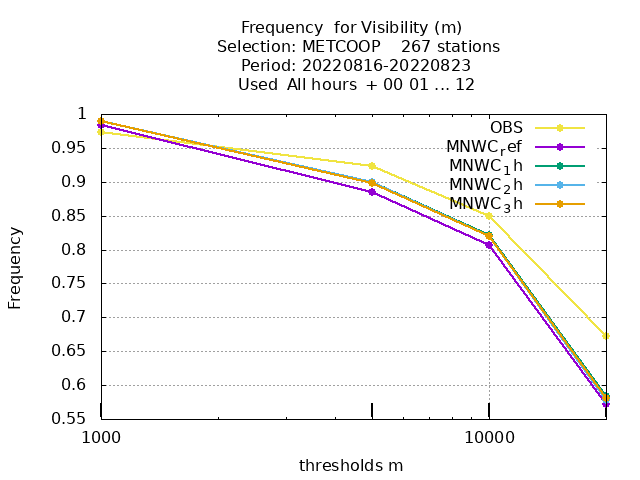 Frequency for Visibility (m)
Selection: METCOOP 267 stations
Period: 20220816-20220823
Used All hours + 00 01 ... 12
1
0.95
0.9
0.85
0.8
0.75
0.7
0.65
0.6
0.55
Frequency
OBS
MNWC_ref
MNWC_1h
MNWC_2h
MNWC_3h
1000
10000
thresholds m